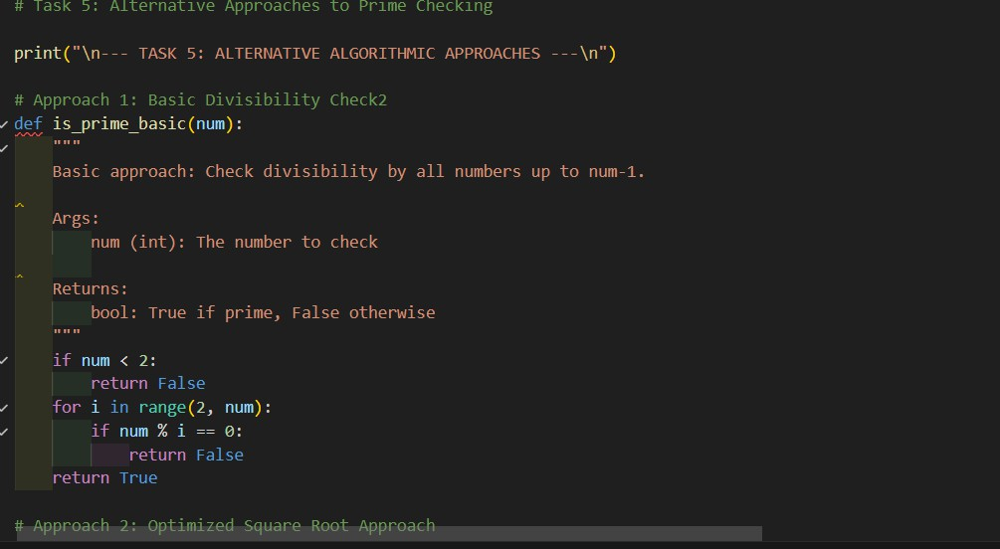 # Task 5: Alternative Approaches to Prime Checking
print("\n--- TASK 5: ALTERNATIVE ALGORITHMIC APPROACHES ---\n")
# Approach 1: Basic Divisibility Check2
def is_prime_basic(num):
    """
    Basic approach: Check divisibility by all numbers up to num-1.
    Args:
        num (int): The number to check
    Returns:
        bool: True if prime, False otherwise
    """
    if num < 2:
        return False
    for i in range(2, num):
        if num % i == 0:
            return False
    return True
# Approach 2: Optimized Square Root Approach